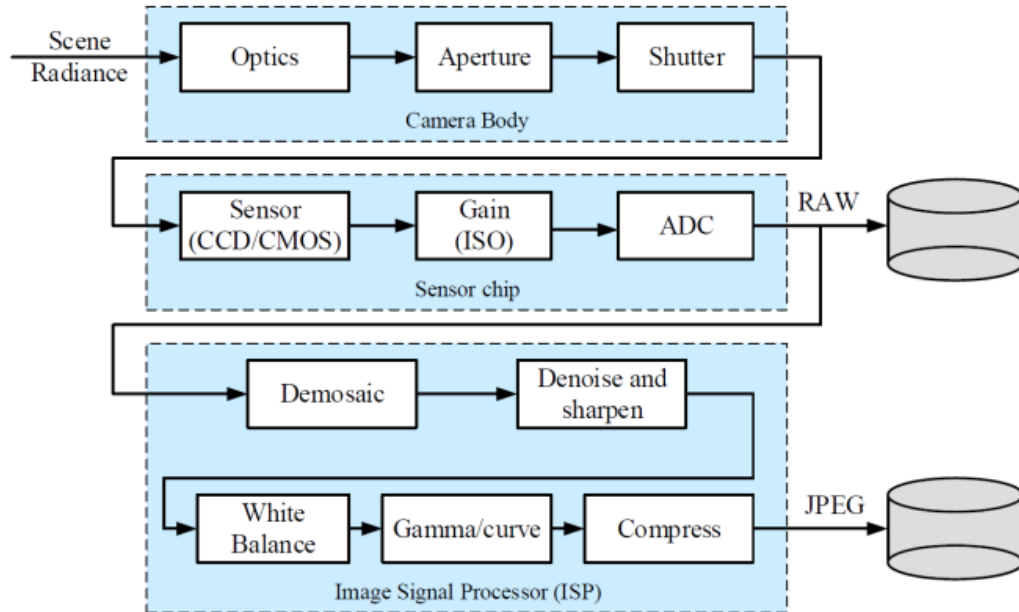 Scene
Radiance
Optics
Aperture
Shutter
Camera Body
Sensor
(CCD/CMOS)
Gain
(ISO)
ADC
RAW
Sensor chip
Demosaic
Denoise and
sharpen
White
Balance
Gamma/curve
Compress
JPEG
Image Signal Processor (ISP)